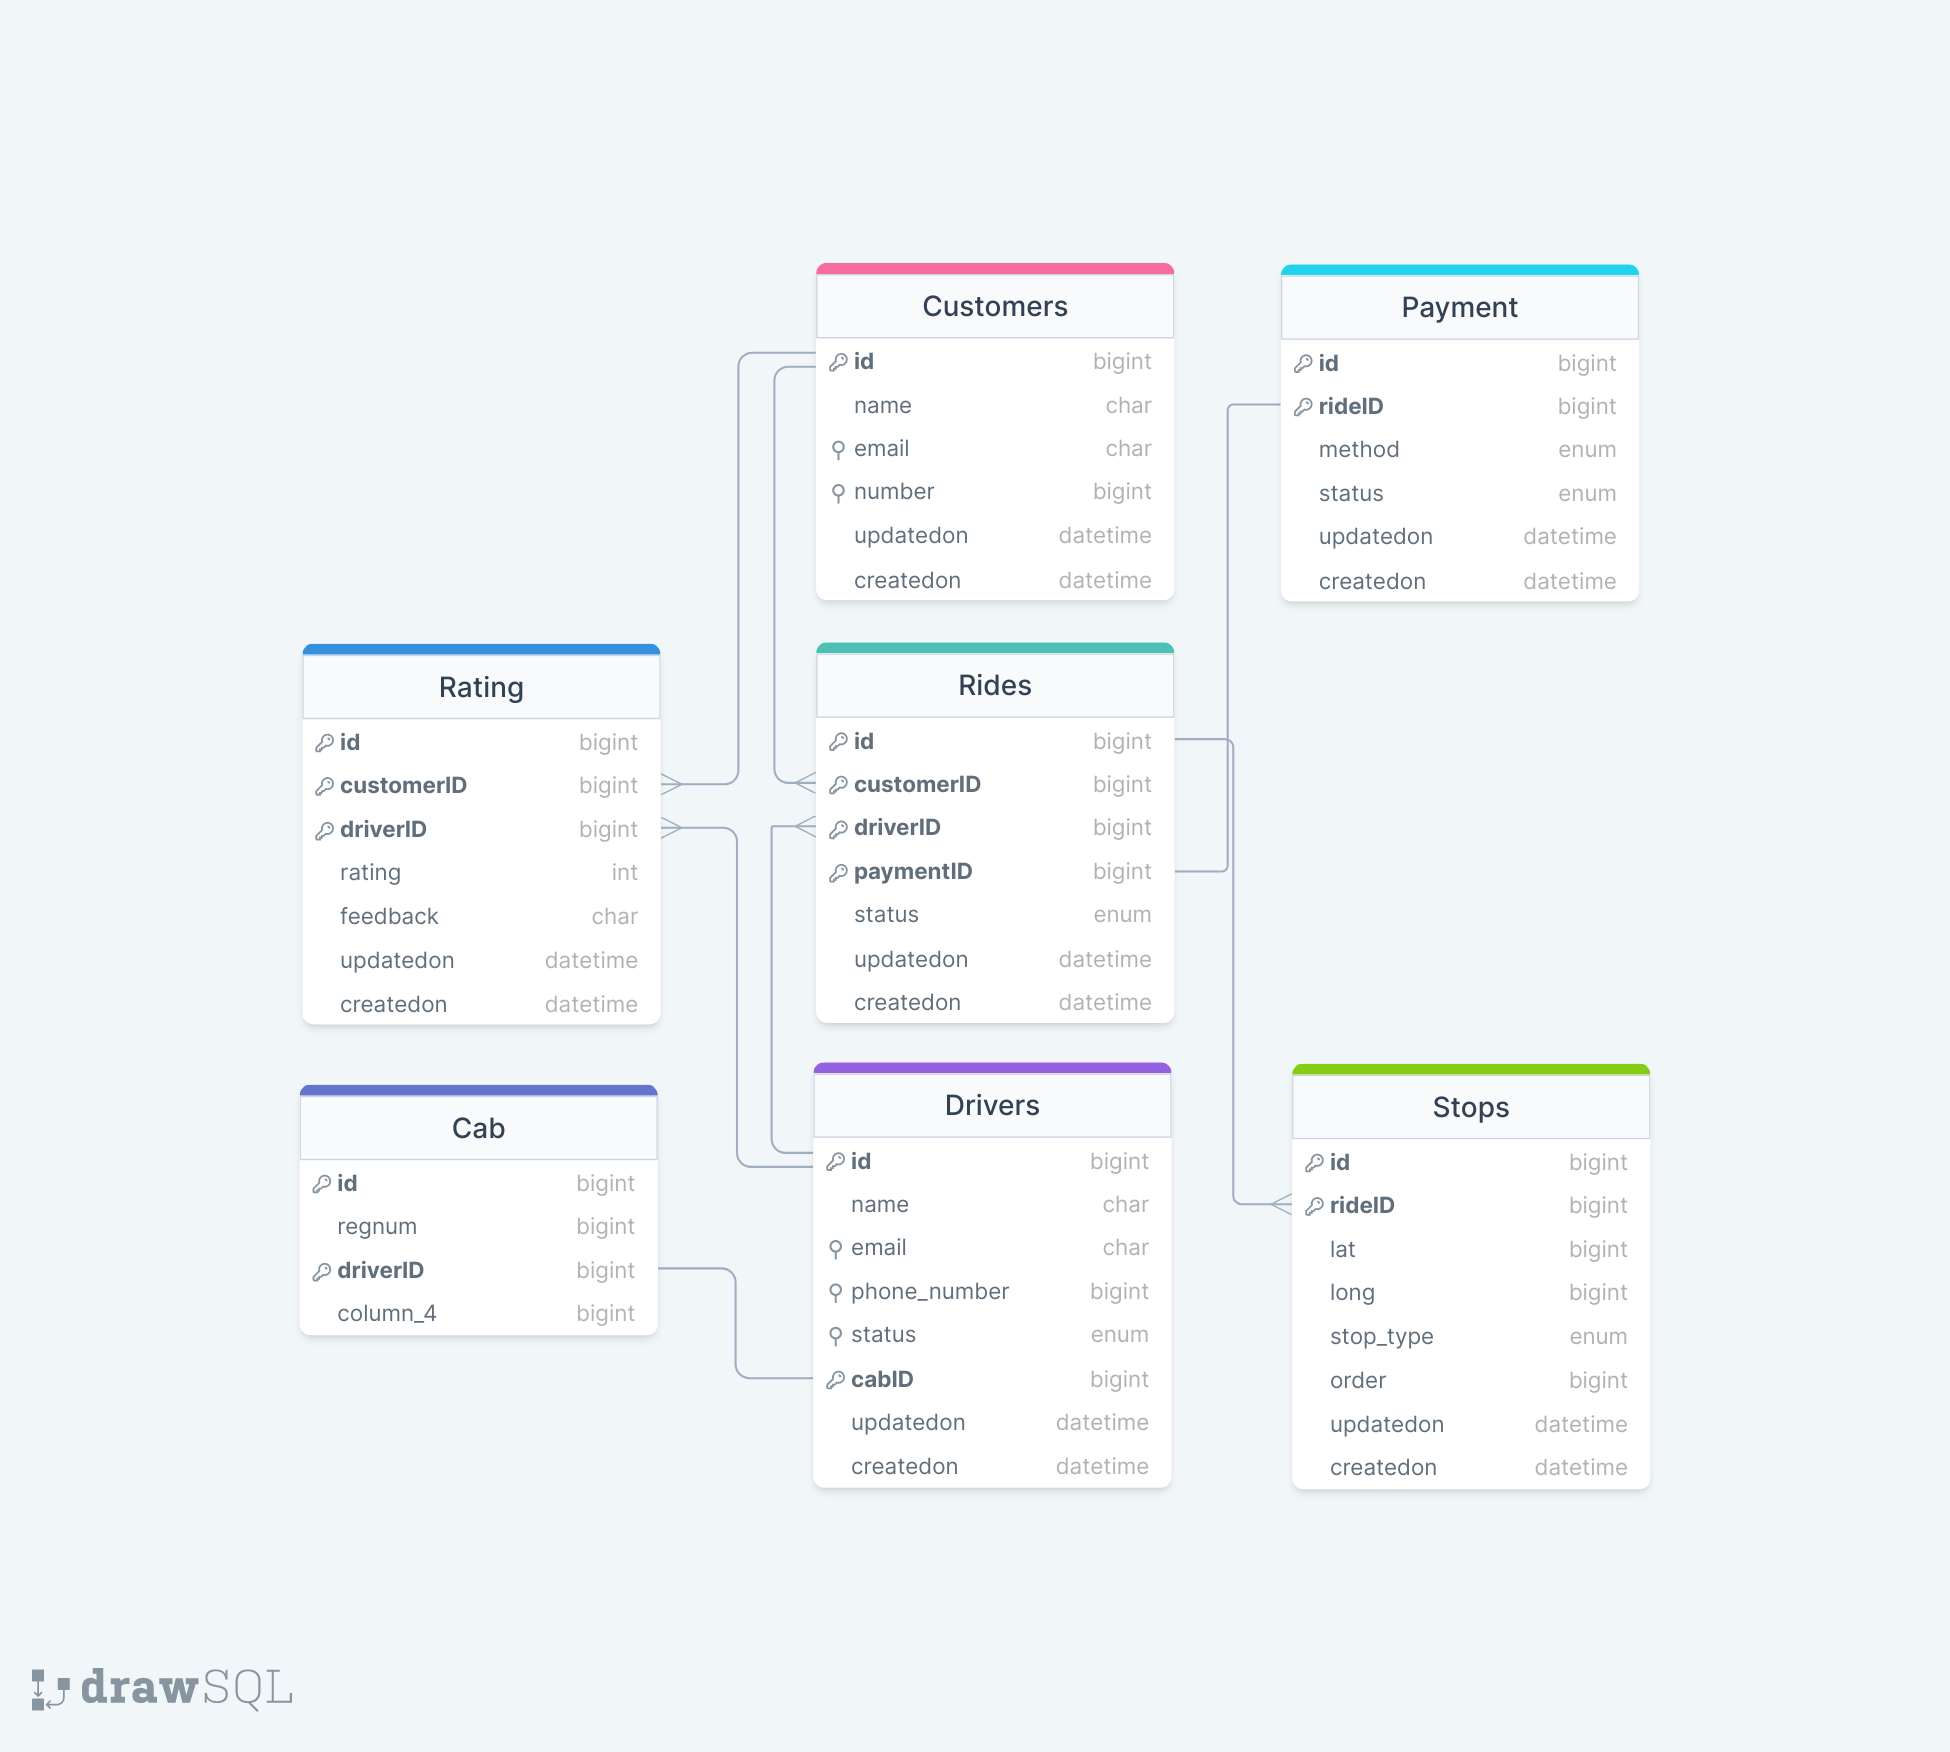 Customers
id bigint
name char
email char
number bigint
updatedon datetime
createdon datetime
Payment
id bigint
rideID bigint
method enum
status enum
updatedon datetime
createdon datetime
Rating
id bigint
customerID bigint
driverID bigint
rating int
feedback char
updatedon datetime
createdon datetime
Rides
id bigint
customerID bigint
driverID bigint
paymentID bigint
status enum
updatedon datetime
createdon datetime
Cab
id bigint
regnum bigint
driverID bigint
column_4 bigint
Drivers
id bigint
name char
email char
phone_number bigint
status enum
cabID bigint
updatedon datetime
createdon datetime
Stops
id bigint
rideID bigint
lat bigint
long bigint
stop_type enum
order bigint
updatedon datetime
createdon datetime
drawSQL